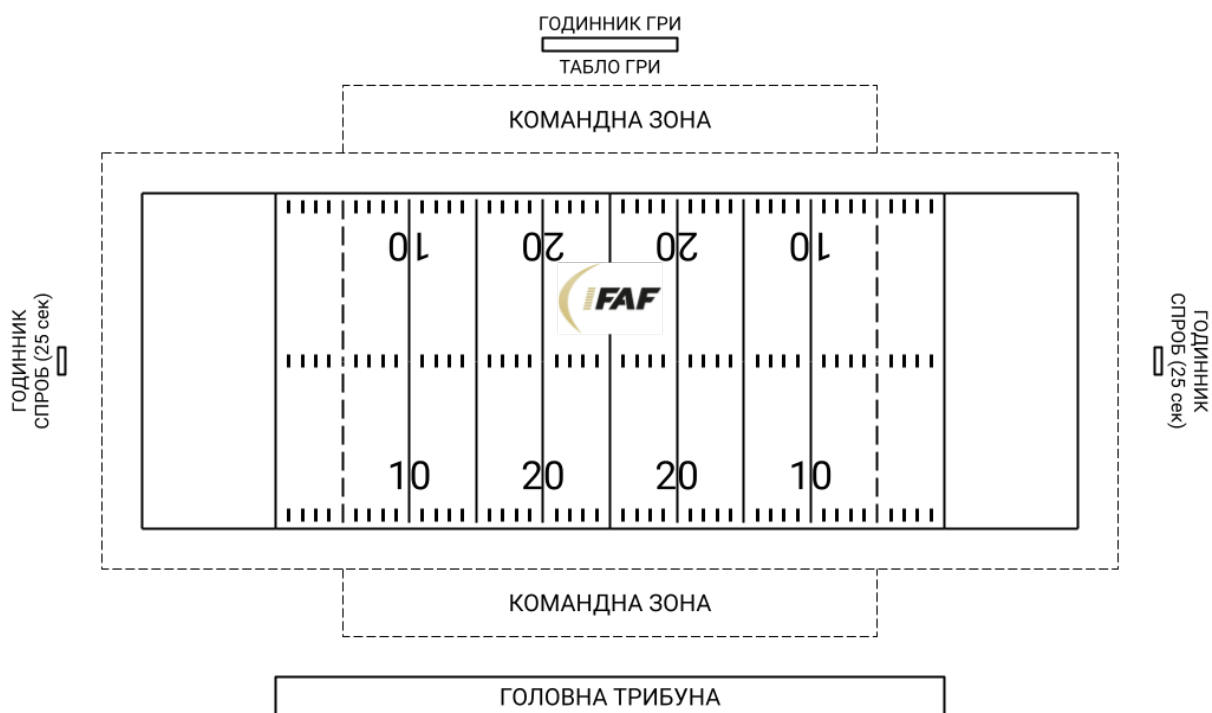 ГОДИННИК ГРИ
ТАБЛО ГРИ
КОМАНДНА ЗОНА
10 20 20 10
IFAF
ГОДИННИК
СПРОБ (25 сек)
ГОДИННИК
СПРОБ (25 сек)
10 20 20 10
КОМАНДНА ЗОНА
ГОЛОВНА ТРИБУНА